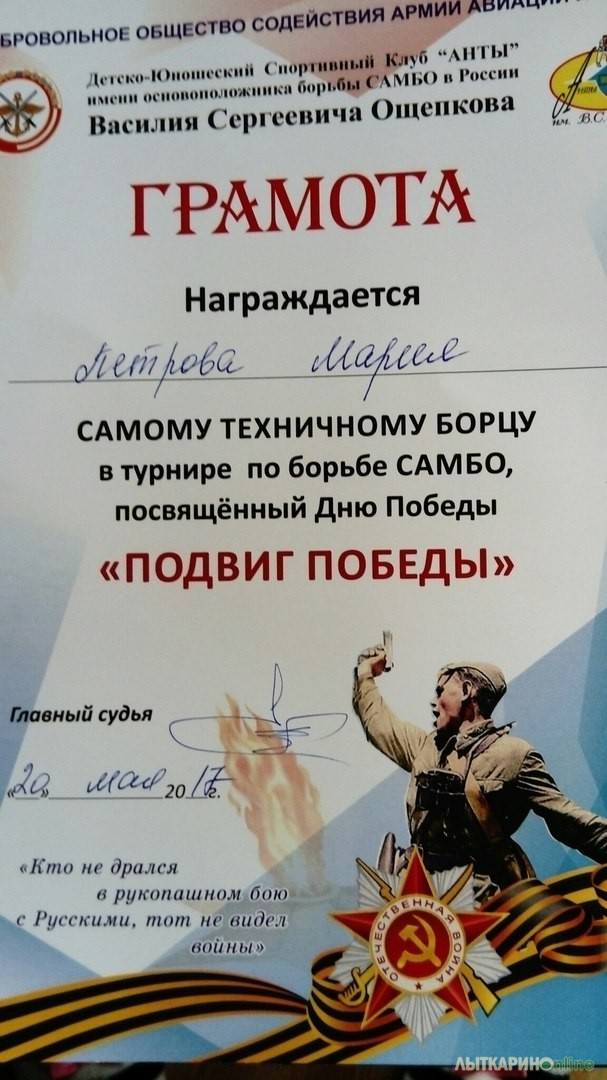 БРОВОЛЬНОЕ ОБЩЕСТВО СОДЕЙСТВИЯ АРМИИ АВИАЦИИ
Детско-Юношеский Спортивный Клуб “АНТЫ”
имени основоположника борьбы САМБО в России
Василия Сергеевича Ощепкова
им. В.С.
ГРАМОТА
Награждается
Петрова Мария
САМОМУ ТЕХНИЧНОМУ БОРЦУ
в турнире по борьбе САМБО,
посвящённый Дню Победы
«ПОДВИГ ПОБЕДЫ»
Главный судья
«20» мая 2017г.
«Кто не дрался
в рукопашном бою
с Русскими, тот не видел
войны»
ОТЕЧЕСТВЕННАЯ ВОЙНА
ЛЫТКАРИНОonline